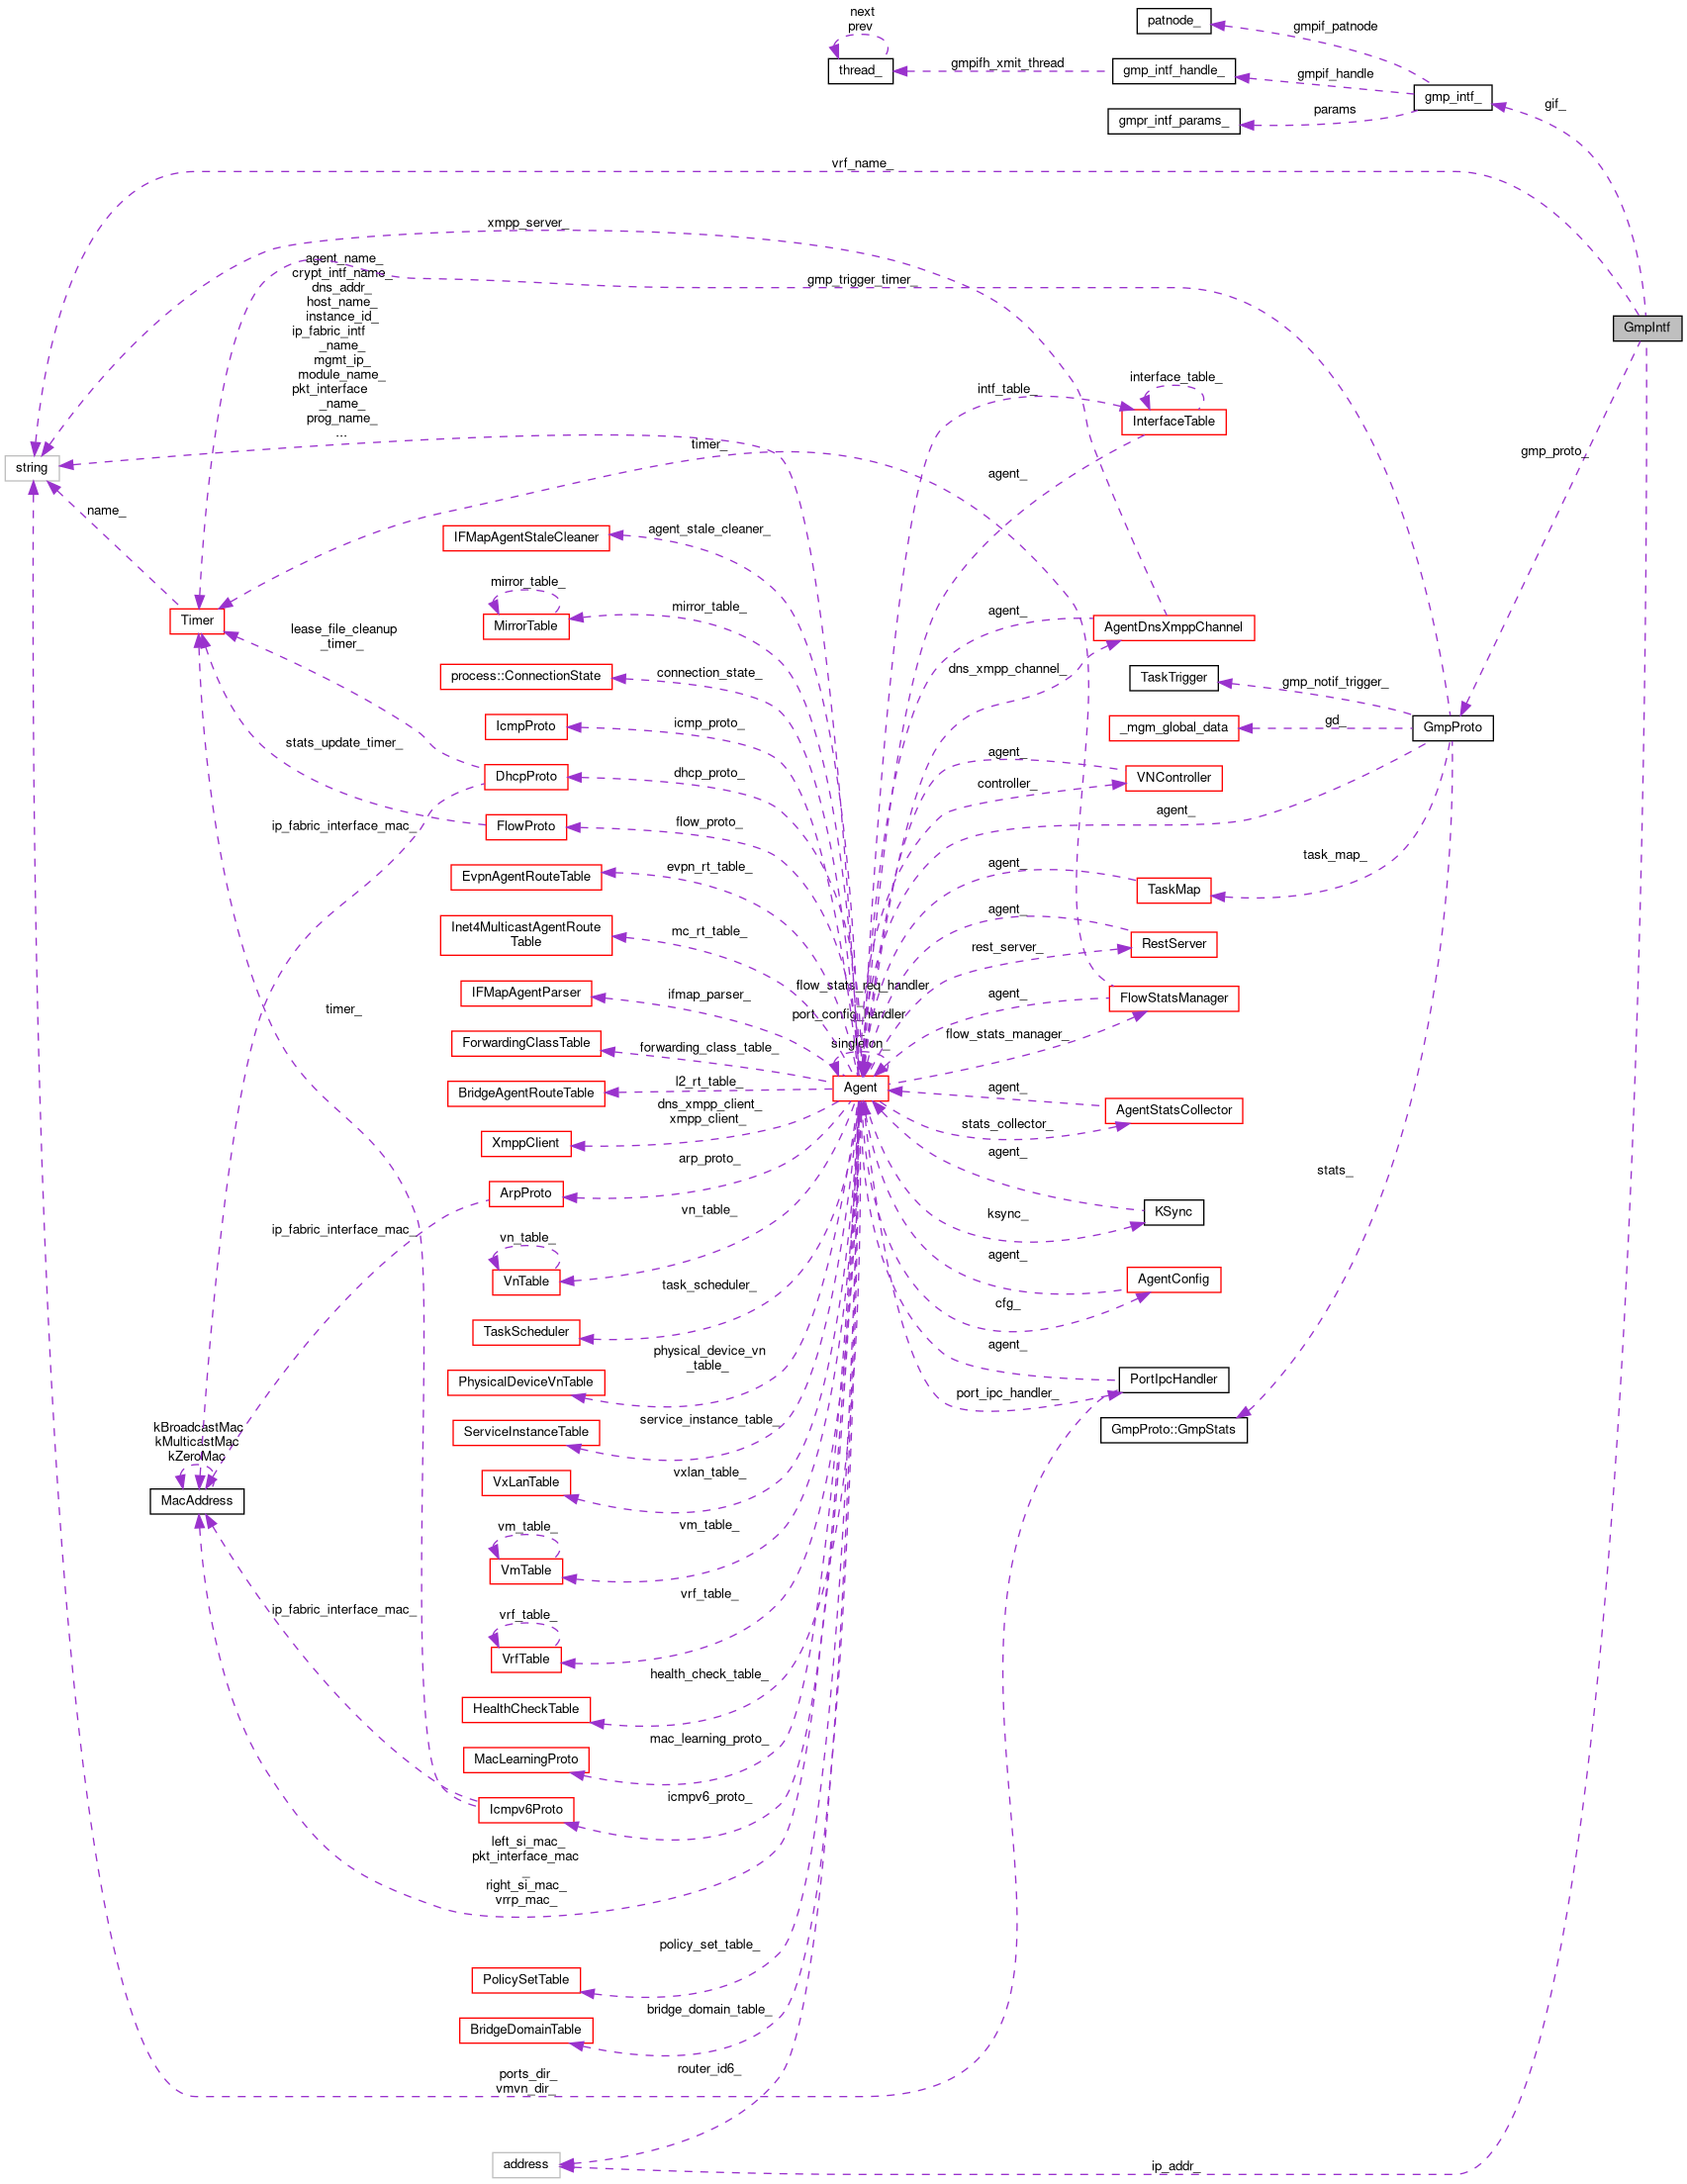 next
prev
patnode_
gmpif_patnode
thread_
gmpifh_xmit_thread
gmp_intf_handle_
gmpif_handle
gmp_intf_
gif_
gmpr_intf_params_
params
vrf_name_
xmpp_server_
agent_name_
crypt_intf_name_
dns_addr_
host_name_
instance_id_
ip_fabric_intf
_name_
mgmt_ip_
module_name_
pkt_interface
_name_
prog_name_
...
gmp_trigger_timer_
GmpIntf
intf_table_
interface_table_
InterfaceTable
string
timer_
agent_
gmp_proto_
name_
IFMapAgentStaleCleaner
agent_stale_cleaner_
mirror_table_
MirrorTable
mirror_table_
agent_
AgentDnsXmppChannel
Timer
lease_file_cleanup
_timer_
process::ConnectionState
connection_state_
dns_xmpp_channel_
TaskTrigger
gmp_notif_trigger_
IcmpProto
icmp_proto_
_mgm_global_data
gd_
GmpProto
stats_update_timer_
DhcpProto
dhcp_proto_
agent_
controller_
VNController
ip_fabric_interface_mac_
FlowProto
flow_proto_
agent_
EvpnAgentRouteTable
evpn_rt_table_
agent_
TaskMap
task_map_
Inet4MulticastAgentRoute
Table
mc_rt_table_
agent_
rest_server_
RestServer
IFMapAgentParser
ifmap_parser_
flow_stats_req_handler
_
port_config_handler
_
singleton_
agent_
flow_stats_manager_
FlowStatsManager
timer_
ForwardingClassTable
forwarding_class_table_
Agent
BridgeAgentRouteTable
l2_rt_table_
agent_
stats_collector_
AgentStatsCollector
XmppClient
dns_xmpp_client_
xmpp_client_
ArpProto
arp_proto_
agent_
ksync_
KSync
stats_
ip_fabric_interface_mac_
vn_table_
VnTable
vn_table_
agent_
cfg_
AgentConfig
TaskScheduler
task_scheduler_
agent_
port_ipc_handler_
PortIpcHandler
PhysicalDeviceVnTable
physical_device_vn
_table_
GmpProto::GmpStats
ServiceInstanceTable
service_instance_table_
kBroadcastMac
kMulticastMac
kZeroMac
MacAddress
VxLanTable
vxlan_table_
vm_table_
VmTable
vm_table_
ip_fabric_interface_mac_
vrf_table_
VrfTable
vrf_table_
HealthCheckTable
health_check_table_
MacLearningProto
mac_learning_proto_
Icmpv6Proto
icmpv6_proto_
left_si_mac_
pkt_interface_mac
_
right_si_mac_
vrrp_mac_
PolicySetTable
policy_set_table_
BridgeDomainTable
bridge_domain_table_
ports_dir_
vmvn_dir_
router_id6_
address
ip_addr_